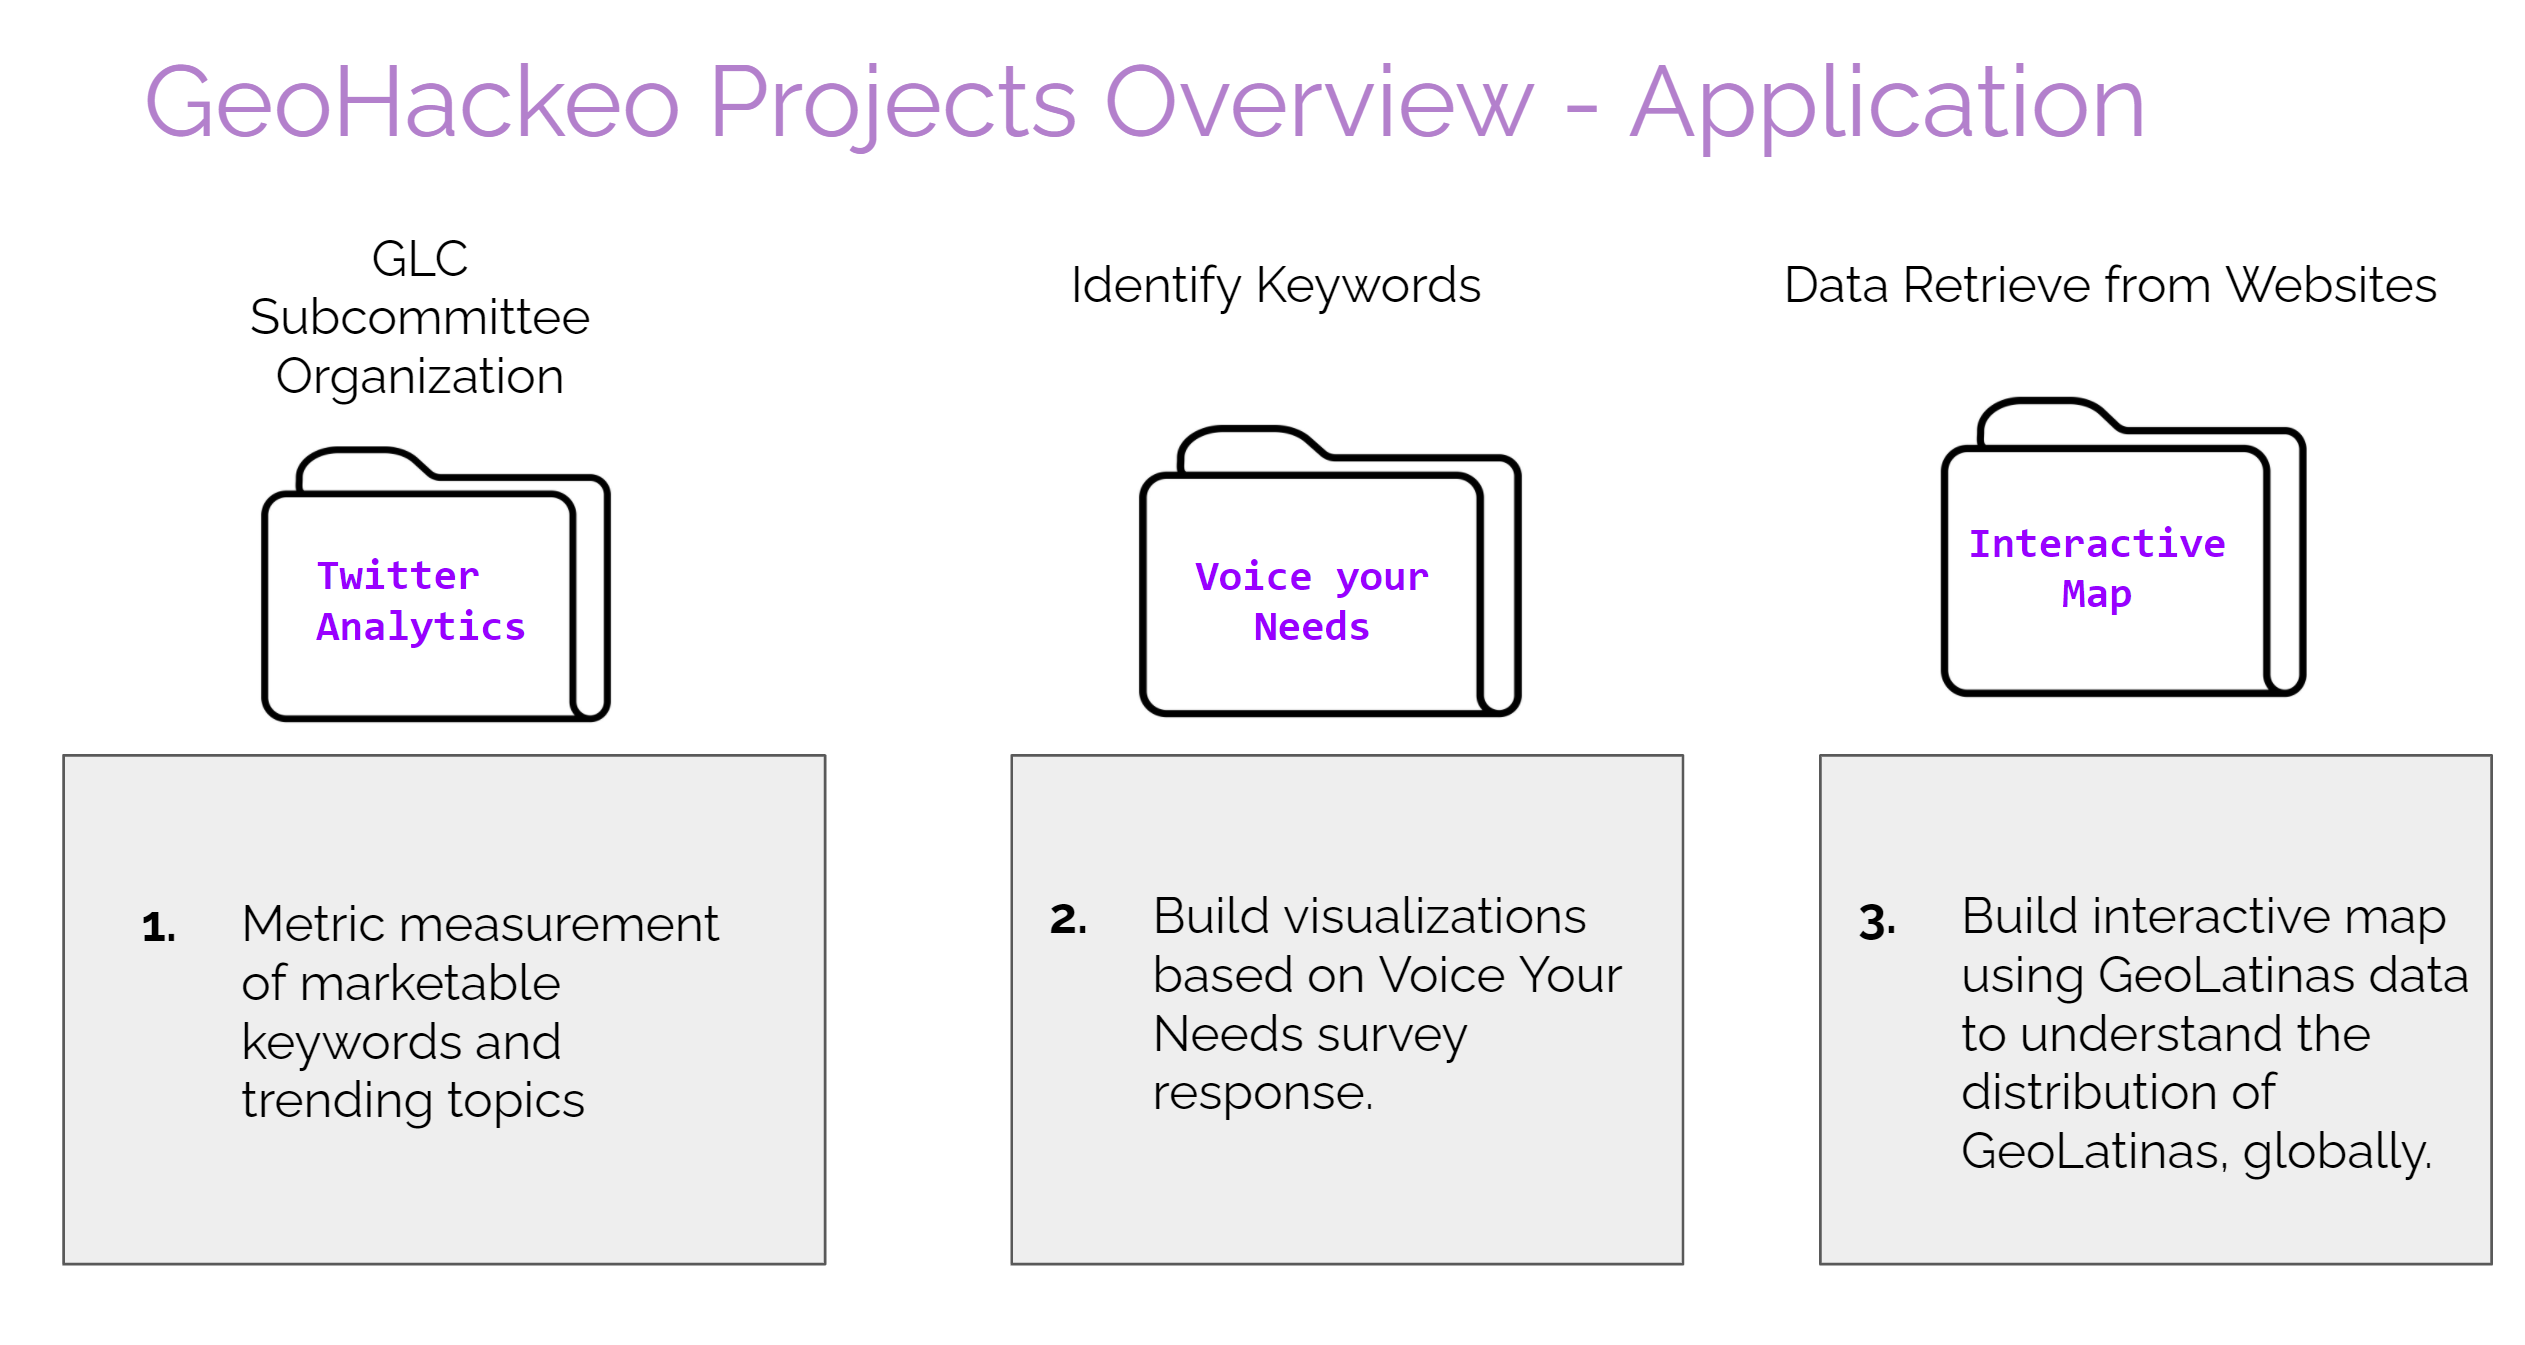 GeoHackeo Projects Overview - Application
GLC
Subcommittee
Organization
Twitter
Analytics
1. Metric measurement
of marketable
keywords and
trending topics
Identify Keywords
Voice your
Needs
2. Build visualizations
based on Voice Your
Needs survey
response.
Data Retrieve from Websites
Interactive
Map
3. Build interactive map
using GeoLatinas data
to understand the
distribution of
GeoLatinas, globally.